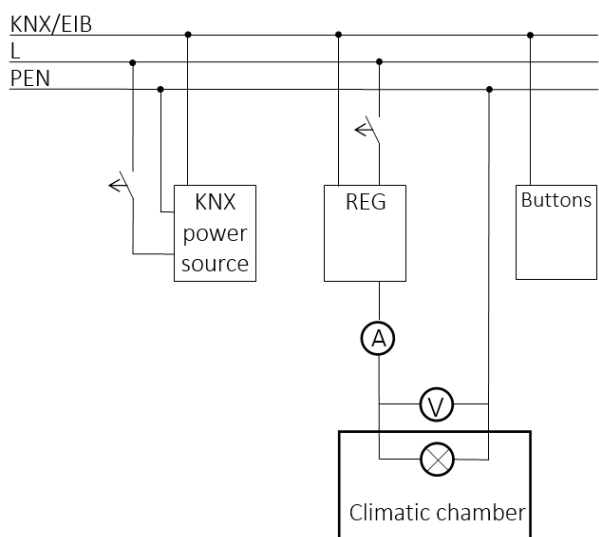 KNX/EIB
L
PEN
KNX
power
source
REG
Buttons
A
V
Climatic chamber